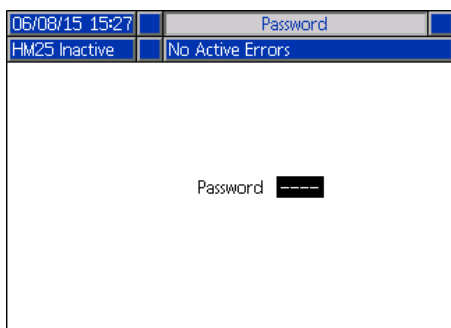 06/08/15 15:27 Password
HM25 Inactive No Active Errors
Password ----